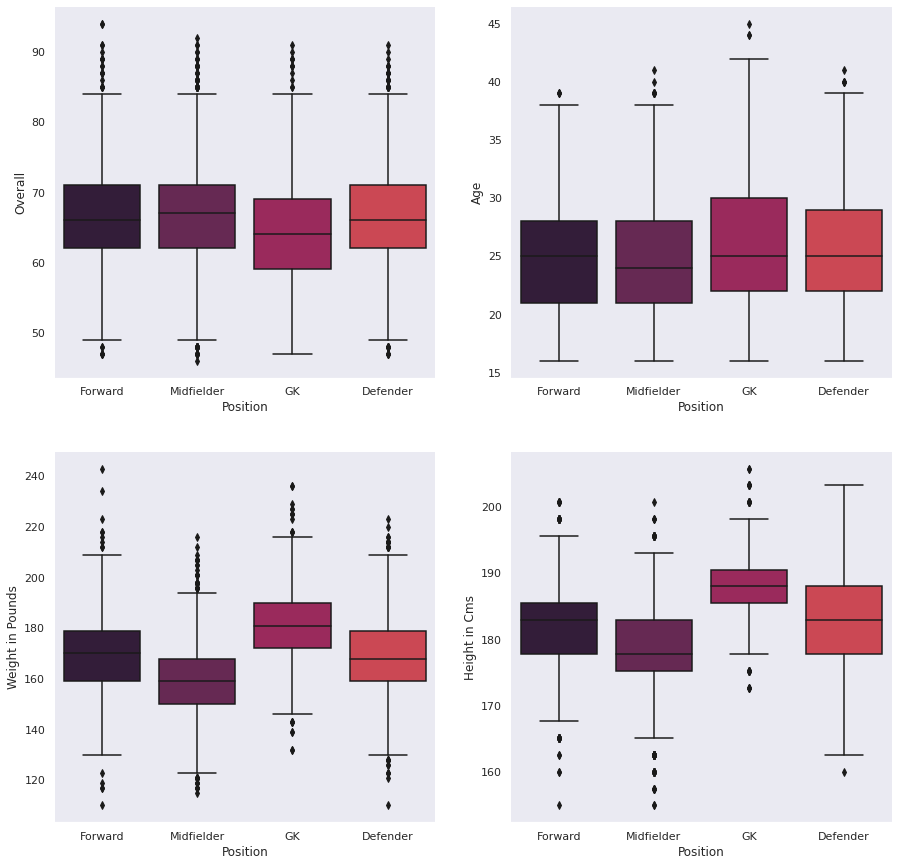 Overall
90
80
70
60
50
Forward Midfielder GK Defender
Position
Age
45
40
35
30
25
20
15
Forward Midfielder GK Defender
Position
Weight in Pounds
240
220
200
180
160
140
120
Forward Midfielder GK Defender
Position
Height in Cms
200
190
180
170
160
Forward Midfielder GK Defender
Position